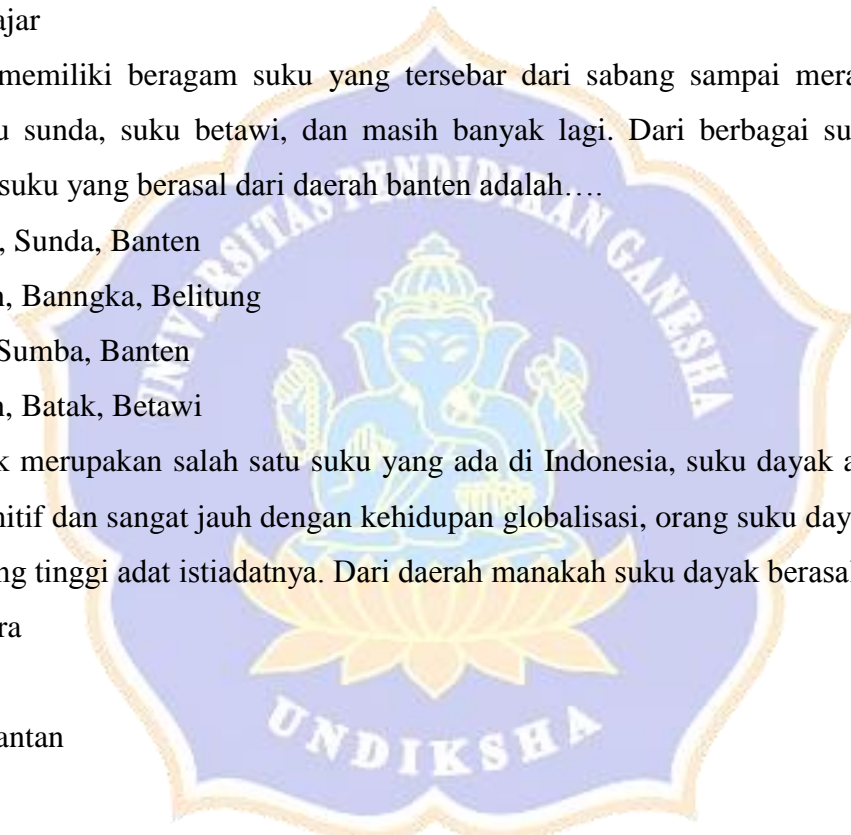 ajar
memiliki beragam suku yang tersebar dari sabang sampai mera
u sunda, suku betawi, dan masih banyak lagi. Dari berbagai su
suku yang berasal dari daerah banten adalah….
, Sunda, Banten
n, Banngka, Belitung
Sumba, Banten
n, Batak, Betawi
k merupakan salah satu suku yang ada di Indonesia, suku dayak a
nitif dan sangat jauh dengan kehidupan globalisasi, orang suku day
ng tinggi adat istiadatnya. Dari daerah manakah suku dayak berasal
ra
antan
UNIVERSITAS PENDIDIKAN GANESHA
UNDIKSHA